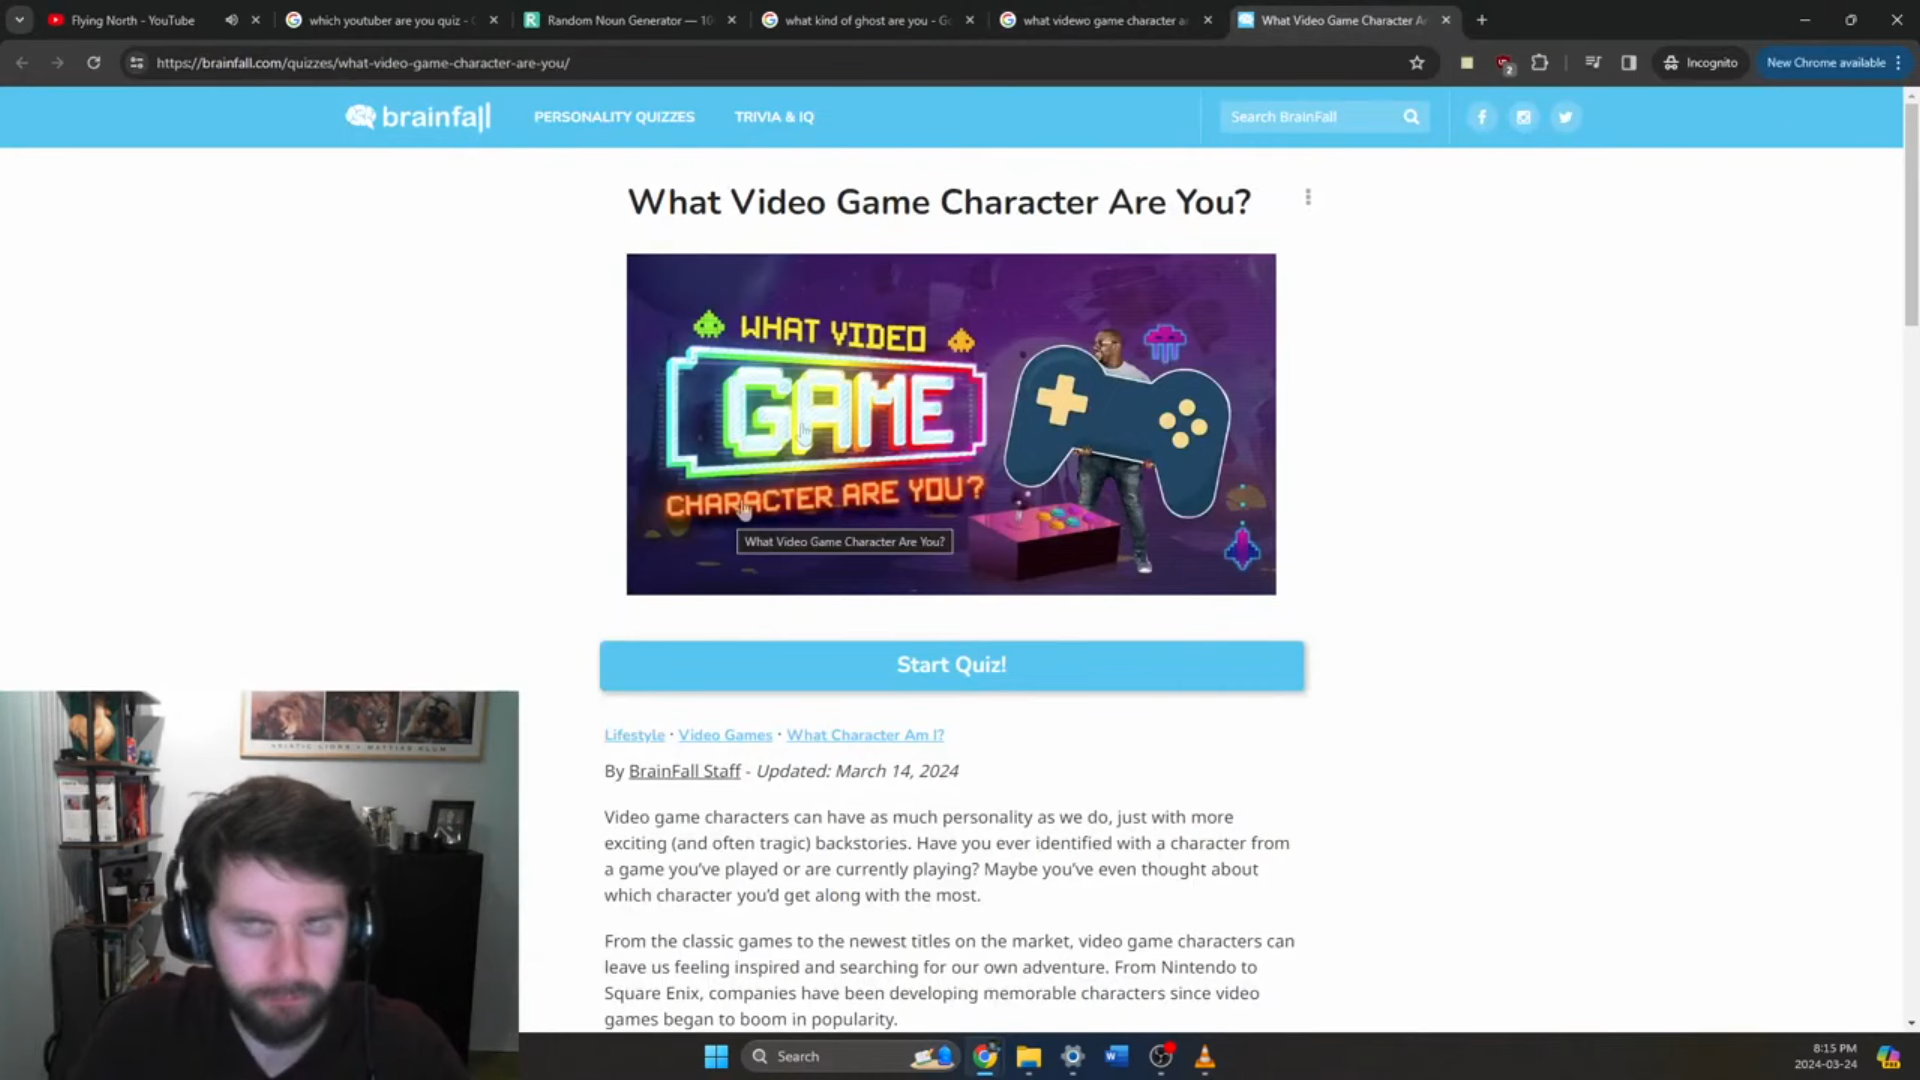 Flying North - YouTube
which youtuber are you quiz - G
Random Noun Generator — 10
what kind of ghost are you - Go
what videwo game character a
What Video Game Character Ar
https://brainfall.com/quizzes/what-video-game-character-are-you/
2
Incognito
New Chrome available
brainfall
PERSONALITY QUIZZES
TRIVIA & IQ
Search BrainFall
What Video Game Character Are You?
WHAT VIDEO
GAME
CHARACTER ARE YOU?
What Video Game Character Are You?
Start Quiz!
Lifestyle · Video Games · What Character Am I?
By BrainFall Staff - Updated: March 14, 2024
Video game characters can have as much personality as we do, just with more
exciting (and often tragic) backstories. Have you ever identified with a character from
a game you've played or are currently playing? Maybe you've even thought about
which character you'd get along with the most.
From the classic games to the newest titles on the market, video game characters can
leave us feeling inspired and searching for our own adventure. From Nintendo to
Square Enix, companies have been developing memorable characters since video
games began to boom in popularity.
ASIATIC LIONS • MATTIAS KLUM
Search
8:15 PM
2024-03-24